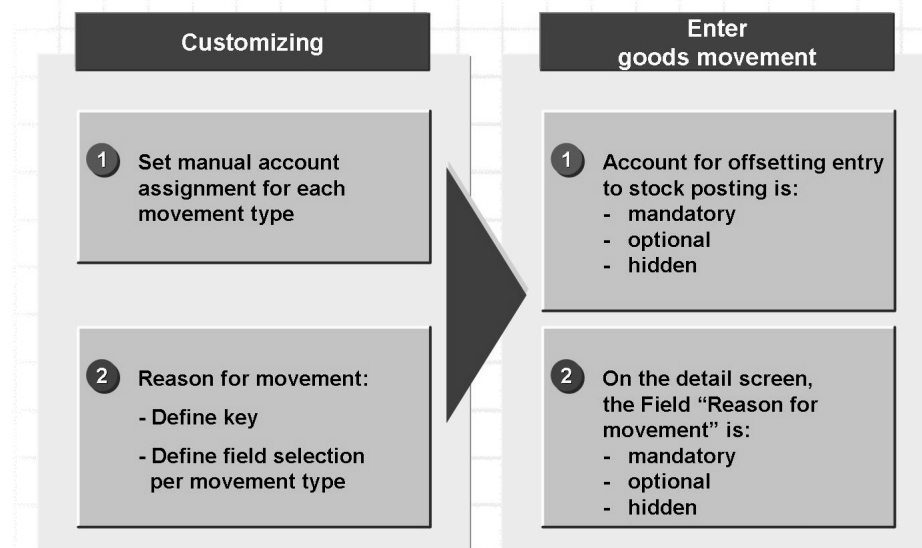 Customizing
1 Set manual account
assignment for each
movement type
2 Reason for movement:
- Define key
- Define field selection
per movement type
Enter
goods movement
1 Account for offsetting entry
to stock posting is:
- mandatory
- optional
- hidden
2 On the detail screen,
the Field “Reason for
movement” is:
- mandatory
- optional
- hidden